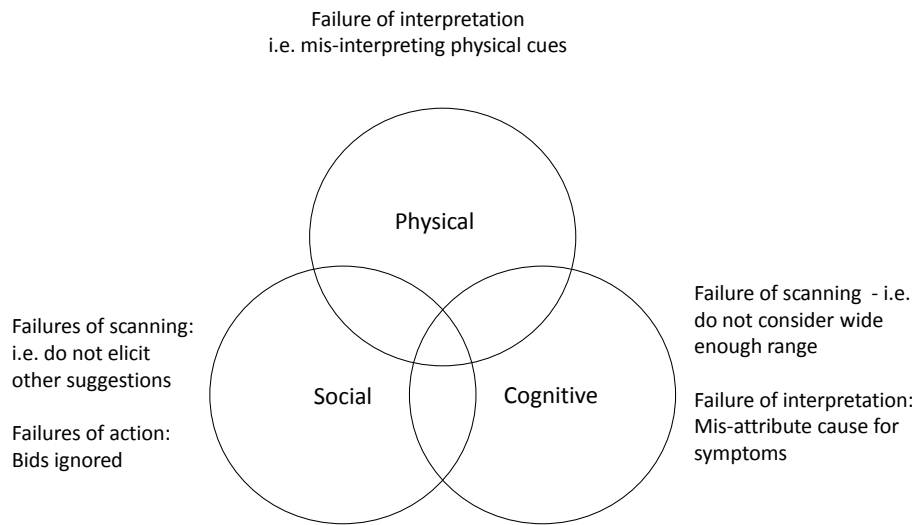 Failure of interpretation
i.e. mis-interpreting physical cues
Physical
Failures of scanning:
i.e. do not elicit
other suggestions
Failures of action:
Bids ignored
Social
Cognitive
Failure of scanning - i.e.
do not consider wide
enough range
Failure of interpretation:
Mis-attribute cause for
symptoms